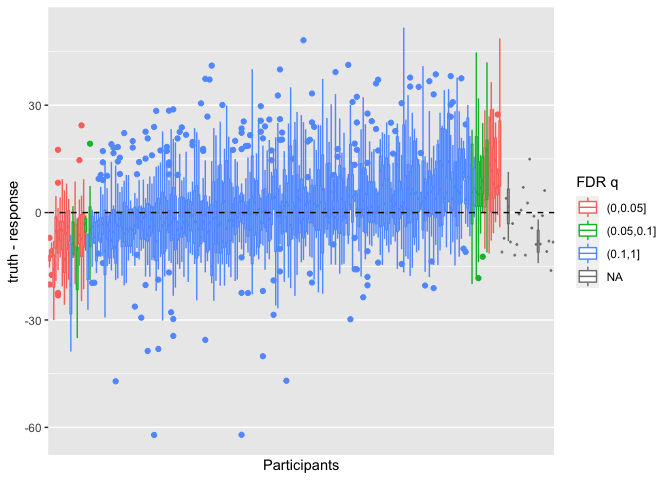 30
0
-30
-60
truth - response
Participants
FDR q
(0,0.05]
(0.05,0.1]
(0.1,1]
NA